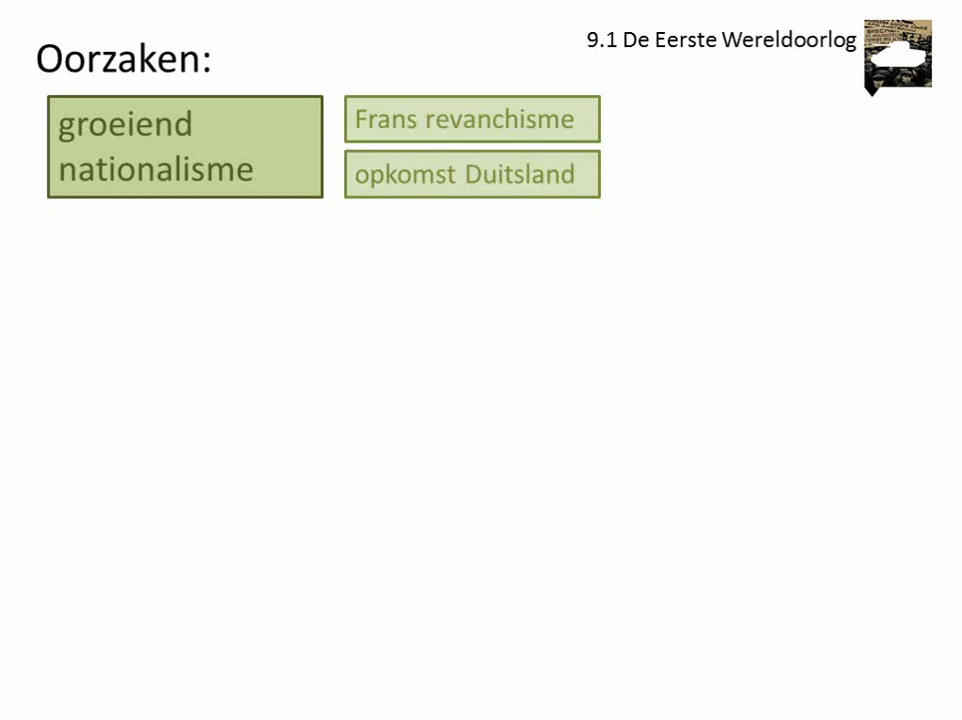 9.1 De Eerste Wereldoorlog
Oorzaken:
groeiend
nationalisme
Frans revanchisme
opkomst Duitsland